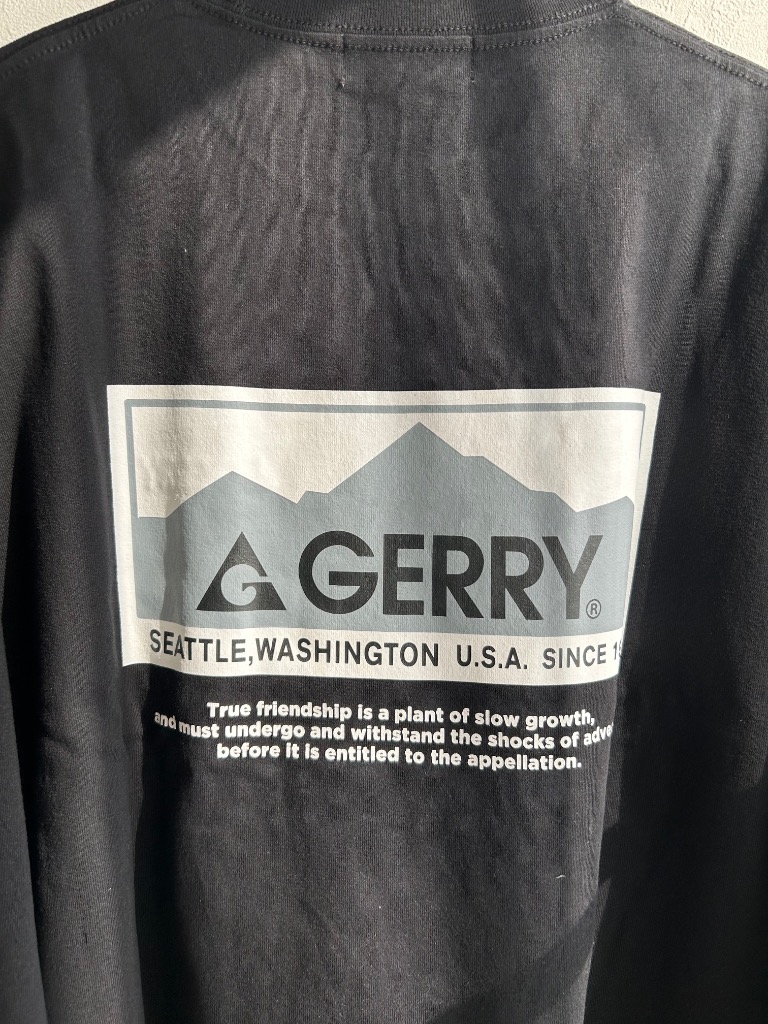 G GERRY®
SEATTLE, WASHINGTON U.S.A. SINCE
True friendship is a plant of slow growth,
and must undergo and withstand the shocks of
before it is entitled to the appellation.